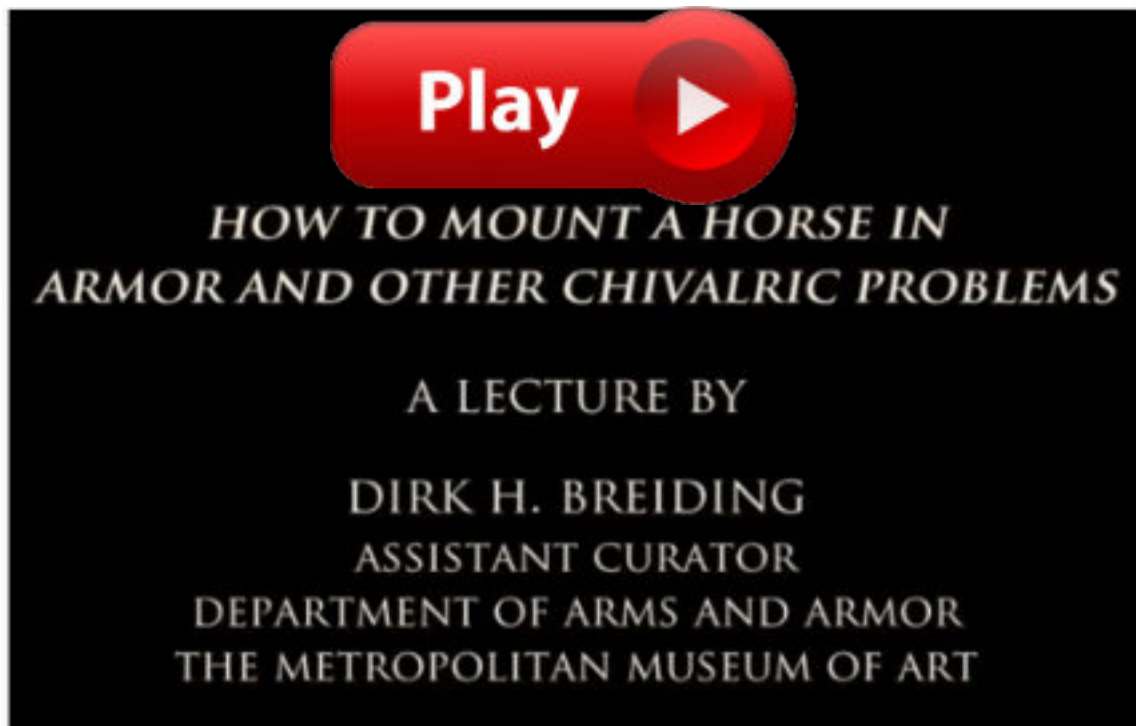 Play
HOW TO MOUNT A HORSE IN
ARMOR AND OTHER CHIVALRIC PROBLEMS
A LECTURE BY
DIRK H. BREIDING
ASSISTANT CURATOR
DEPARTMENT OF ARMS AND ARMOR
THE METROPOLITAN MUSEUM OF ART